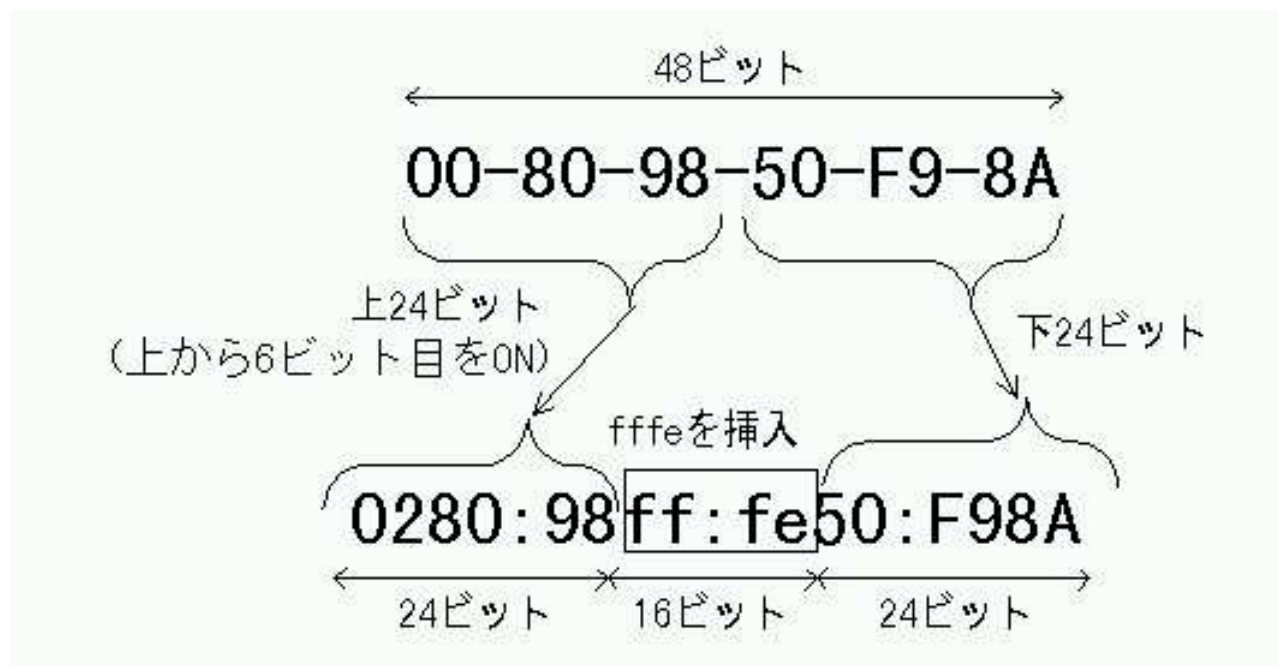 48ビット
00-80-98-50-F9-8A
上24ビット
(上から6ビット目をON)
下24ビット
fffeを挿入
0280:98ff:fe50:F98A
24ビット
16ビット
24ビット